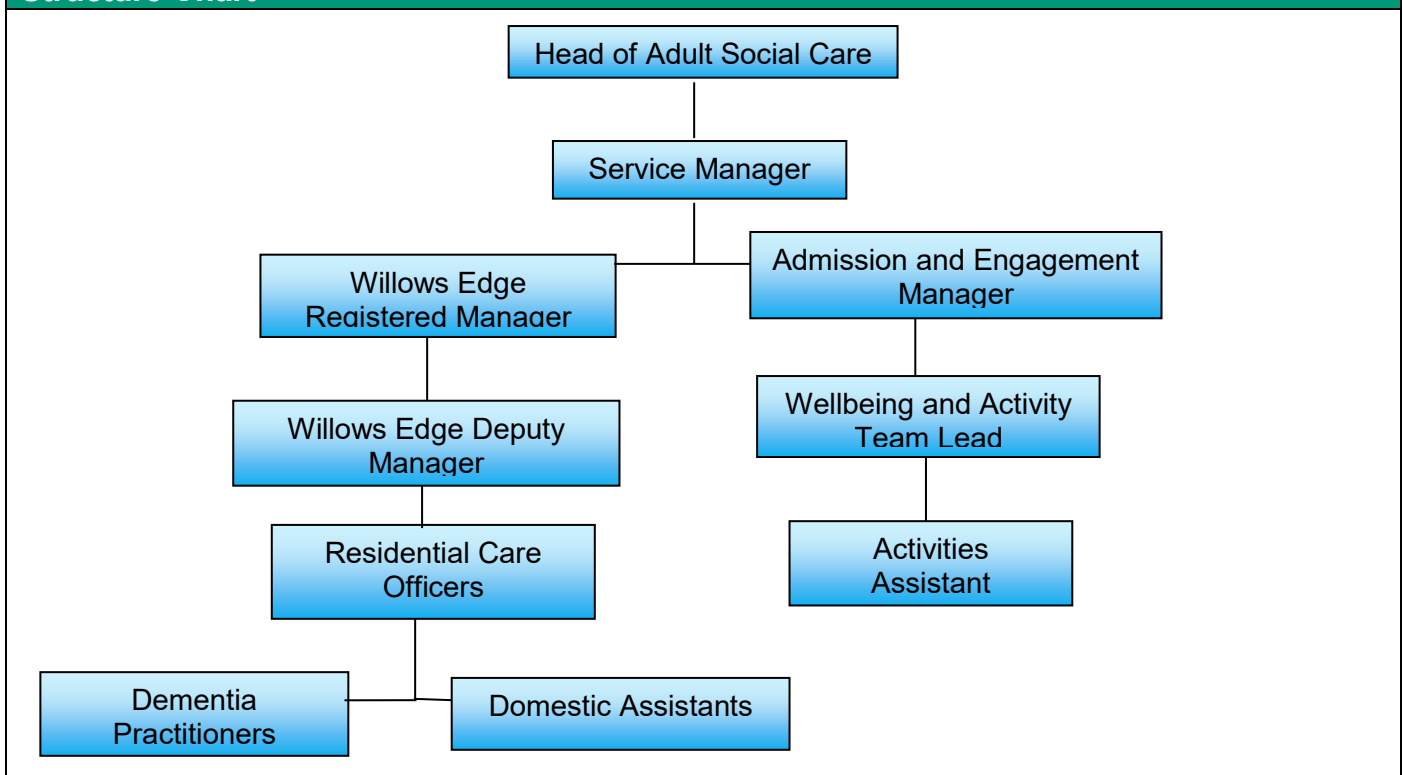 Head of Adult Social Care
Service Manager
Willows Edge
Registered Manager
Admission and Engagement
Manager
Willows Edge Deputy
Manager
Wellbeing and Activity
Team Lead
Residential Care
Officers
Activities
Assistant
Dementia
Practitioners
Domestic Assistants